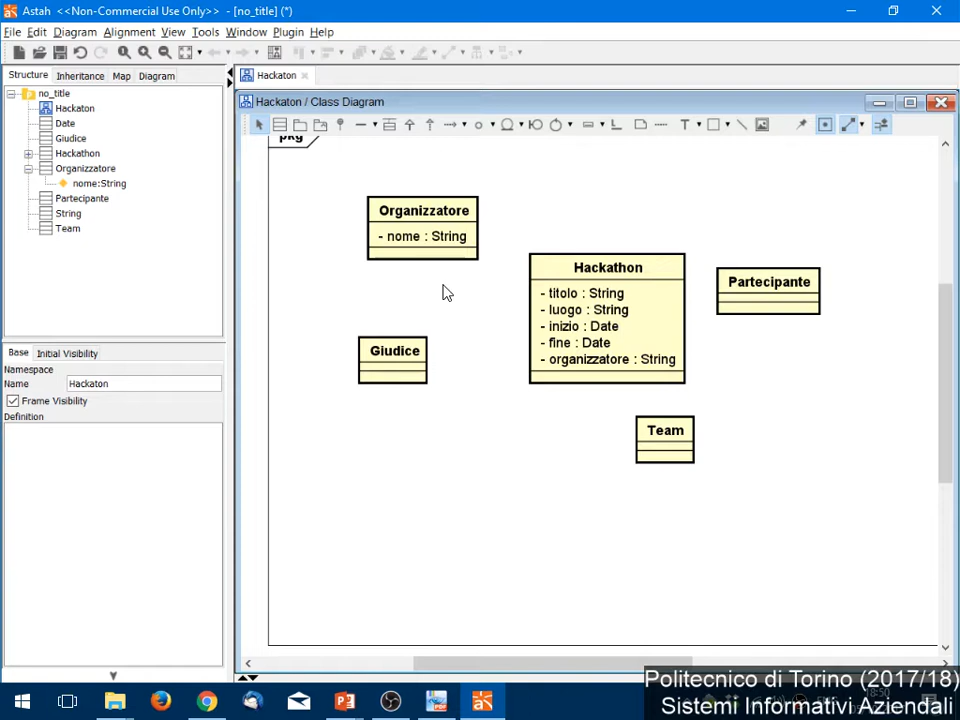 Astah <<Non-Commercial Use Only>> - [no_title] (*)
File Edit Diagram Alignment View Tools Window Plugin Help
Structure Inheritance Map Diagram
no_title
Hackaton
Date
Giudice
Hackathon
Organizzatore
nome:String
Partecipante
String
Team
Base Initial Visibility
Namespace
Name Hackaton
Frame Visibility
Definition
Hackaton
Hackaton / Class Diagram
pkg
Organizzatore
- nome : String
Hackathon
- titolo : String
- luogo : String
- inizio : Date
- fine : Date
- organizzatore : String
Partecipante
Giudice
Team
Politecnico di Torino (2017/18)
18:50
Sistemi Informativi Aziendali